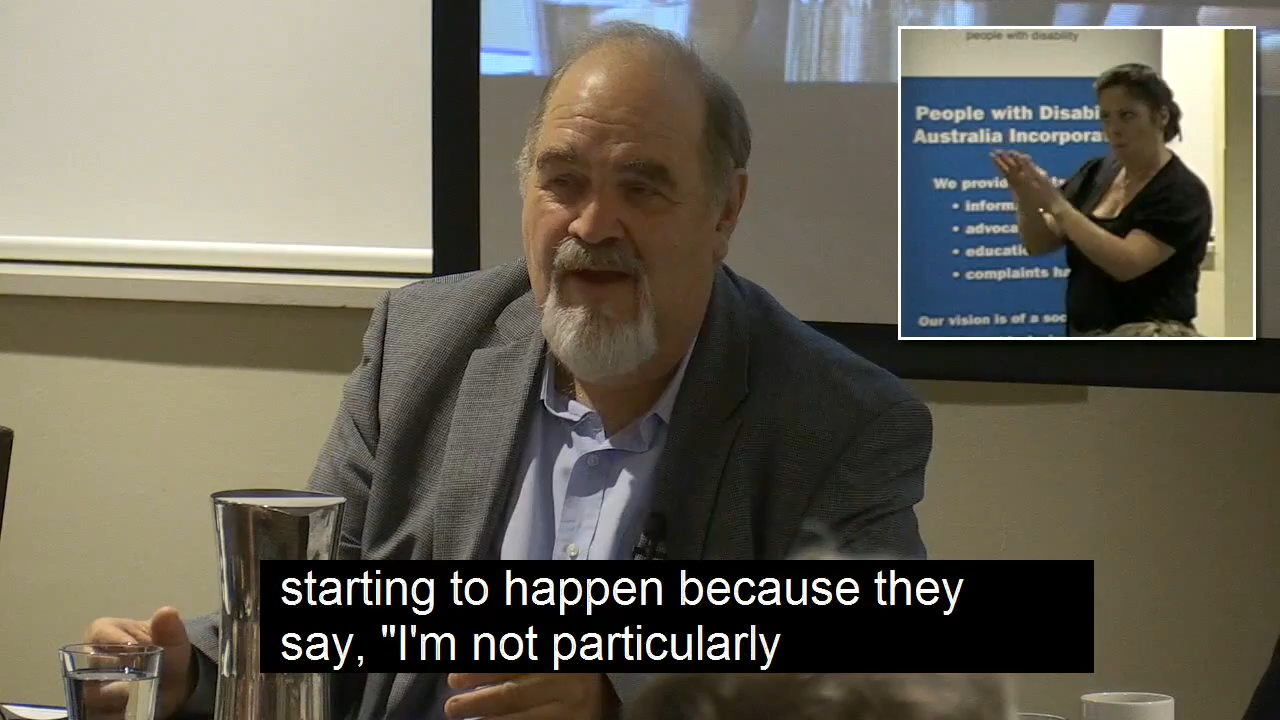 people with disability
People with Disabi
Australia Incorpora
We provid
• inform
• advoca
• educati
• complaints ha
Our vision is of a soc
starting to happen because they
say, "I'm not particularly